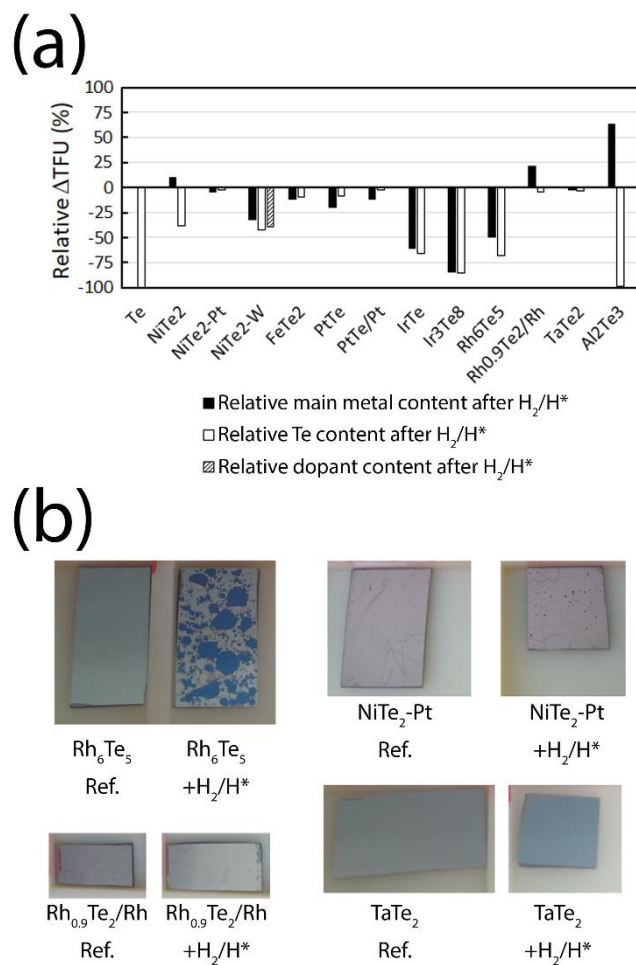 (a)
Relative ΔTFU (%)
100
75
50
25
0
-25
-50
-75
-100
Te
NiTe2
NiTe2-Pt
NiTe2-W
FeTe2
PtTe
PtTe/Pt
IrTe
Ir3Te8
Rh6Te5
Rh0.9Te2/Rh
TaTe2
Al2Te3
Relative main metal content after H₂/H*
Relative Te content after H₂/H*
Relative dopant content after H₂/H*
(b)
Rh₆Te₅ Rh₆Te₅
Ref. +H₂/H*
NiTe₂-Pt NiTe₂-Pt
Ref. +H₂/H*
Rh₀.₉Te₂/Rh Rh₀.₉Te₂/Rh
Ref. +H₂/H*
TaTe₂ TaTe₂
Ref. +H₂/H*